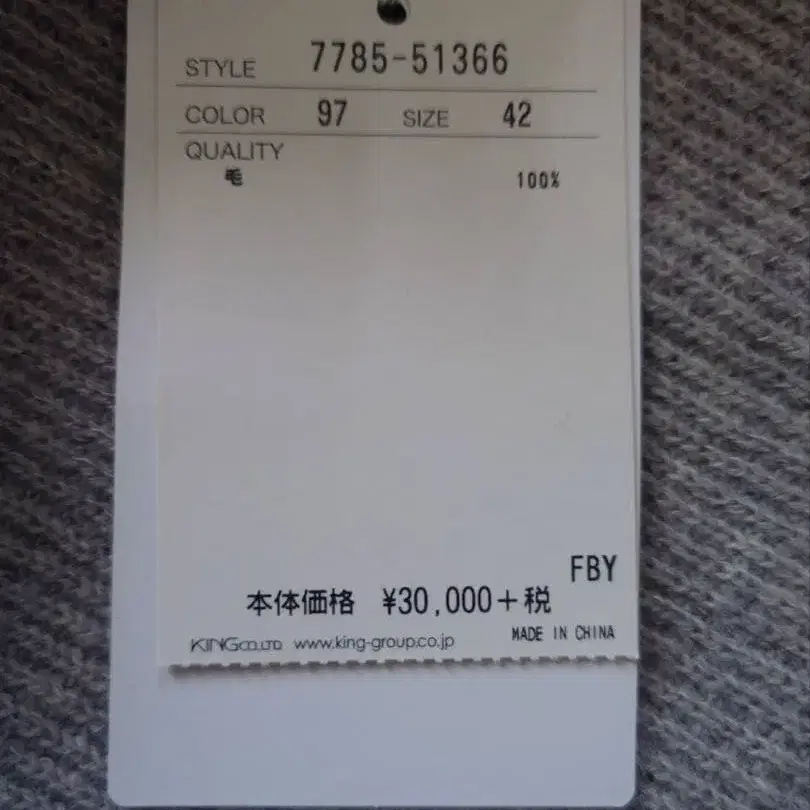 STYLE 7785-51366
COLOR 97 SIZE 42
QUALITY
毛 100%
FBY
本体価格 ¥30,000+税
MADE IN CHINA
KING CO.,LTD www.king-group.co.jp